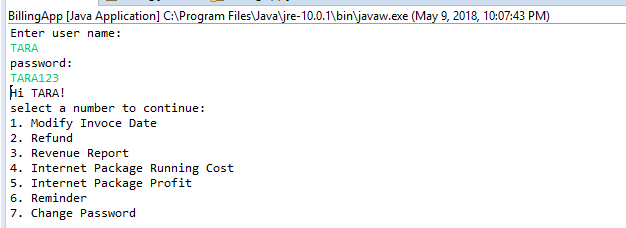 BillingApp [Java Application] C:\Program Files\Java\jre-10.0.1\bin\javaw.exe (May 9, 2018, 10:07:43 PM)
Enter user name:
TARA
password:
TARA123
Hi TARA!
select a number to continue:
1. Modify Invoce Date
2. Refund
3. Revenue Report
4. Internet Package Running Cost
5. Internet Package Profit
6. Reminder
7. Change Password